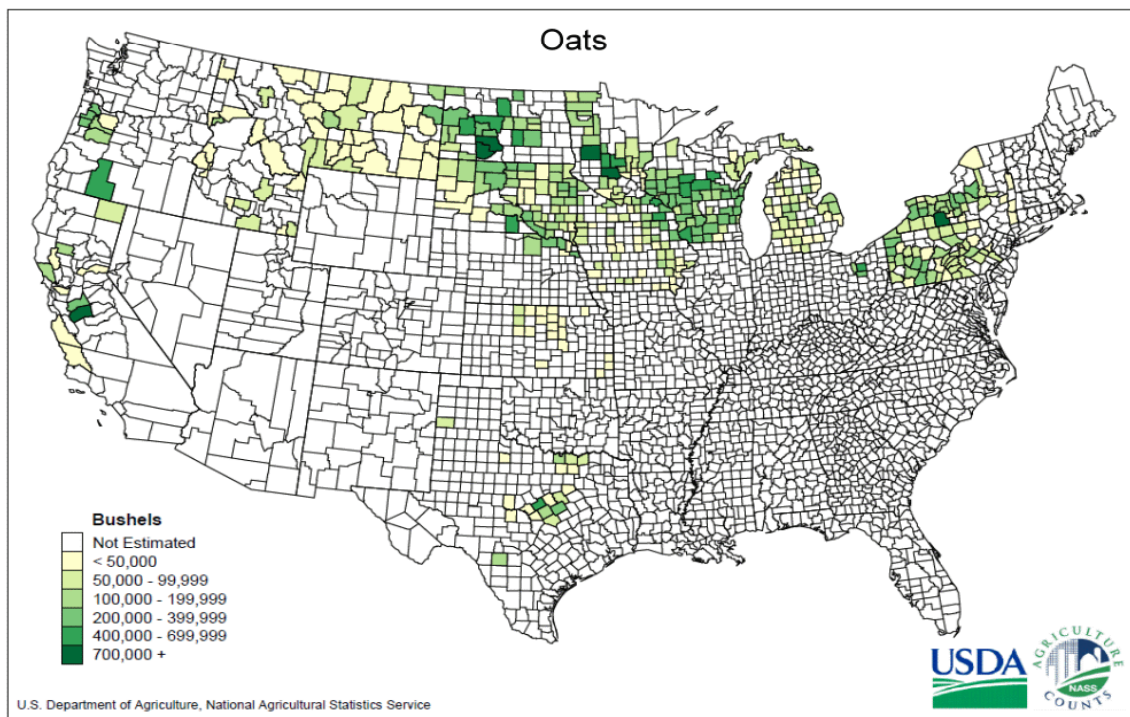 Oats
Bushels
Not Estimated
< 50,000
50,000 - 99,999
100,000 - 199,999
200,000 - 399,999
400,000 - 699,999
700,000 +
USDA
AGRICULTURE
NASS
COUNTS
U.S. Department of Agriculture, National Agricultural Statistics Service